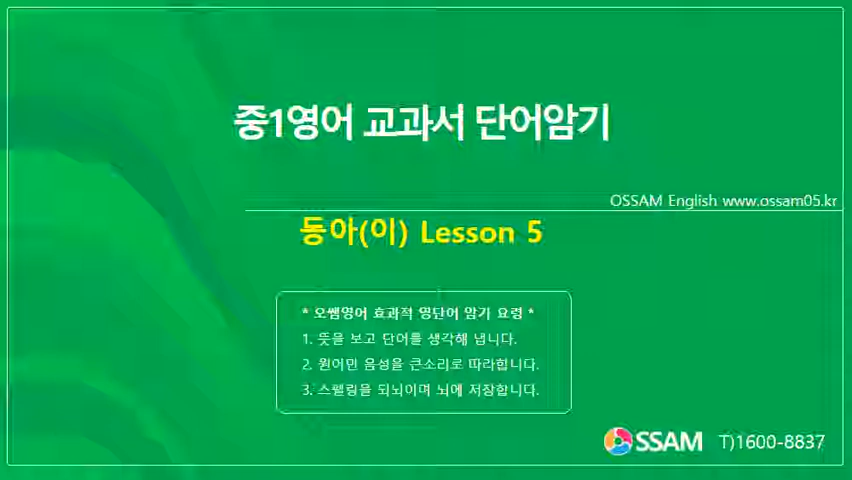 중1영어 교과서 단어암기
OSSAM English www.ossam05.kr
동아(이) Lesson 5
* 오쌤영어 효과적 영단어 암기 요령 *
1. 뜻을 보고 단어를 생각해 냅니다.
2. 원어민 음성을 큰소리로 따라합니다.
3. 스펠링을 되뇌이며 뇌에 저장합니다.
OSSAM T)1600-8837